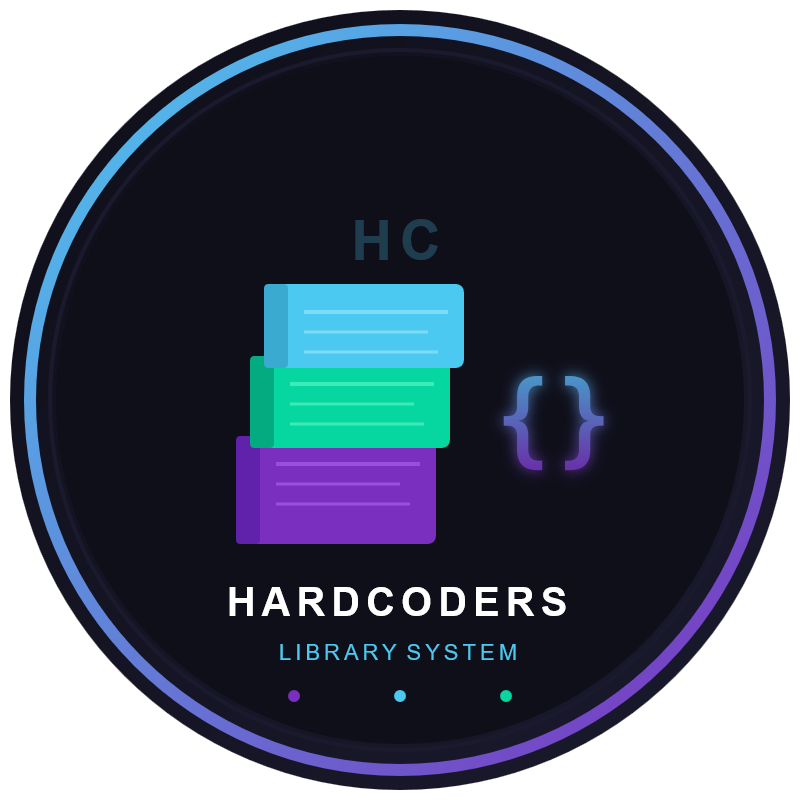 HC
{ }
HARDCODERS
LIBRARY SYSTEM